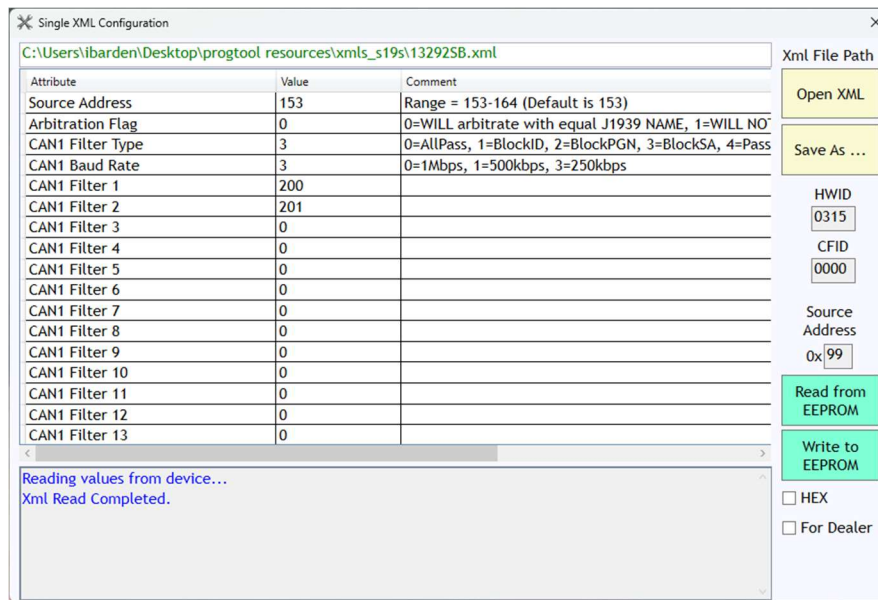 Single XML Configuration
C:\Users\ibarden\Desktop\progtool resources\xmls_s19s\13292SB.xml
Attribute Value Comment
Source Address 153 Range = 153-164 (Default is 153)
Arbitration Flag 0 0=WILL arbitrate with equal J1939 NAME, 1=WILL NO
CAN1 Filter Type 3 0=AllPass, 1=BlockID, 2=BlockPGN, 3=BlockSA, 4=Pass
CAN1 Baud Rate 3 0=1Mbps, 1=500kbps, 3=250kbps
CAN1 Filter 1 200
CAN1 Filter 2 201
CAN1 Filter 3 0
CAN1 Filter 4 0
CAN1 Filter 5 0
CAN1 Filter 6 0
CAN1 Filter 7 0
CAN1 Filter 8 0
CAN1 Filter 9 0
CAN1 Filter 10 0
CAN1 Filter 11 0
CAN1 Filter 12 0
CAN1 Filter 13 0
Reading values from device...
Xml Read Completed.
Xml File Path
Open XML
Save As ...
HWID
0315
CFID
0000
Source
Address
0x 99
Read from
EEPROM
Write to
EEPROM
HEX
For Dealer